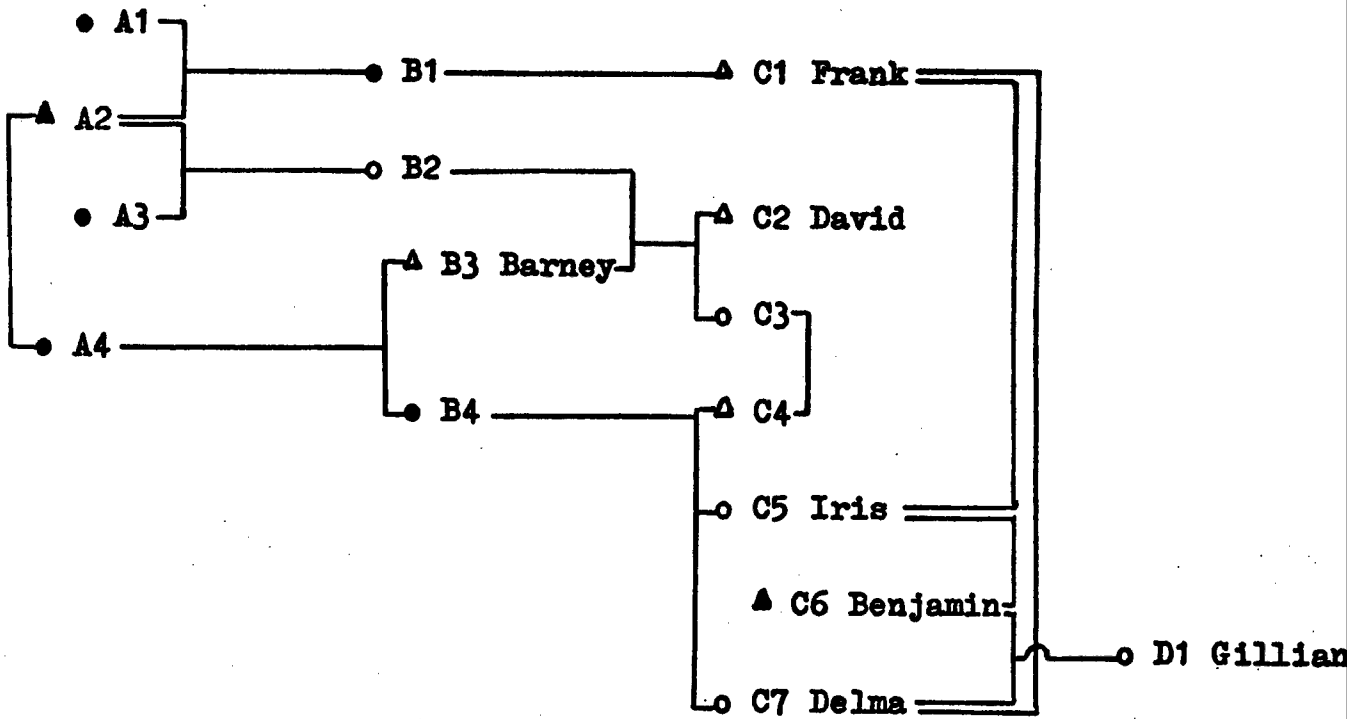 A1
B1 C1 Frank
A2
B2
A3 C2 David
B3 Barney
C3
A4
B4 C4
C5 Iris
C6 Benjamin
D1 Gillian
C7 Delma